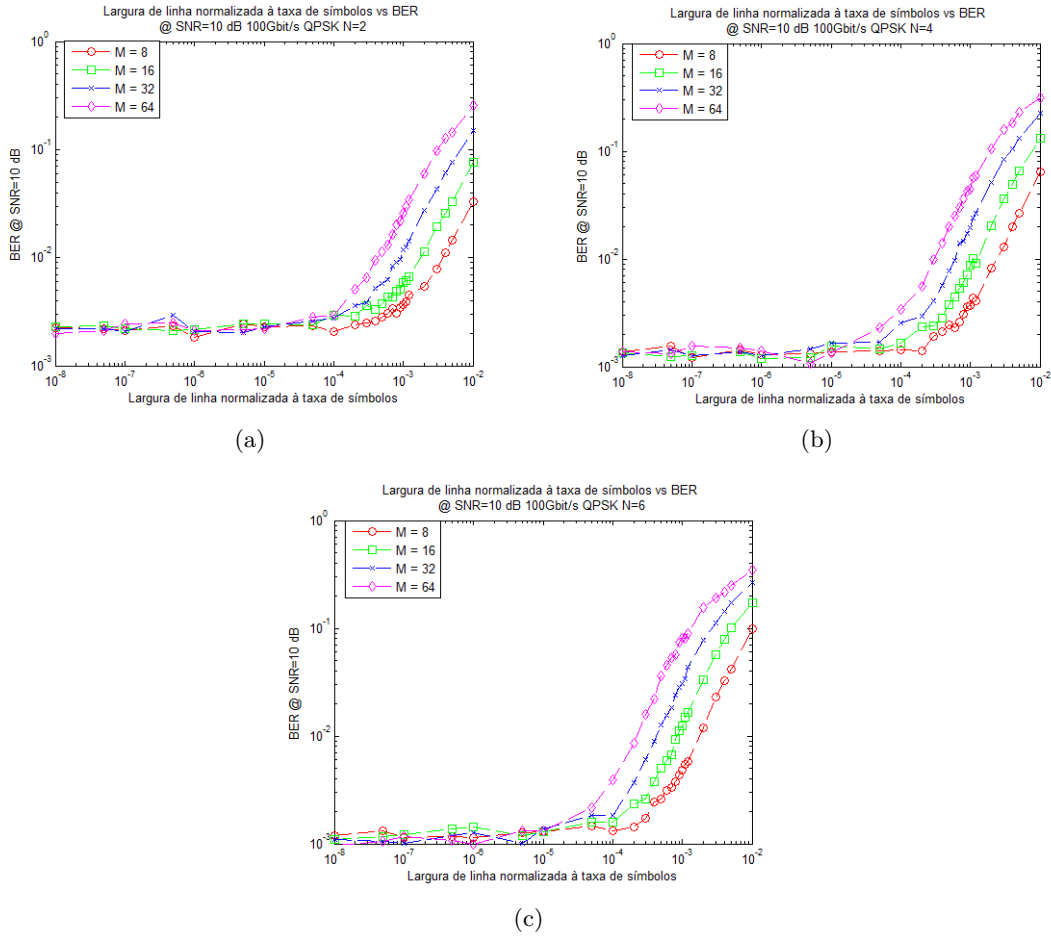 Largura de linha normalizada à taxa de símbolos vs BER
@ SNR=10 dB 100Gbit/s QPSK N=2
10^0
10^-1
10^-2
10^-3
BER @ SNR=10 dB
M = 8
M = 16
M = 32
M = 64
10^-8
10^-7
10^-6
10^-5
10^-4
10^-3
10^-2
Largura de linha normalizada à taxa de símbolos
(a)
Largura de linha normalizada à taxa de símbolos vs BER
@ SNR=10 dB 100Gbit/s QPSK N=4
10^0
10^-1
10^-2
10^-3
BER @ SNR=10 dB
M = 8
M = 16
M = 32
M = 64
10^-8
10^-7
10^-6
10^-5
10^-4
10^-3
10^-2
Largura de linha normalizada à taxa de símbolos
(b)
Largura de linha normalizada à taxa de símbolos vs BER
@ SNR=10 dB 100Gbit/s QPSK N=6
10^0
10^-1
10^-2
10^-3
BER @ SNR=10 dB
M = 8
M = 16
M = 32
M = 64
10^-8
10^-7
10^-6
10^-5
10^-4
10^-3
10^-2
Largura de linha normalizada à taxa de símbolos
(c)